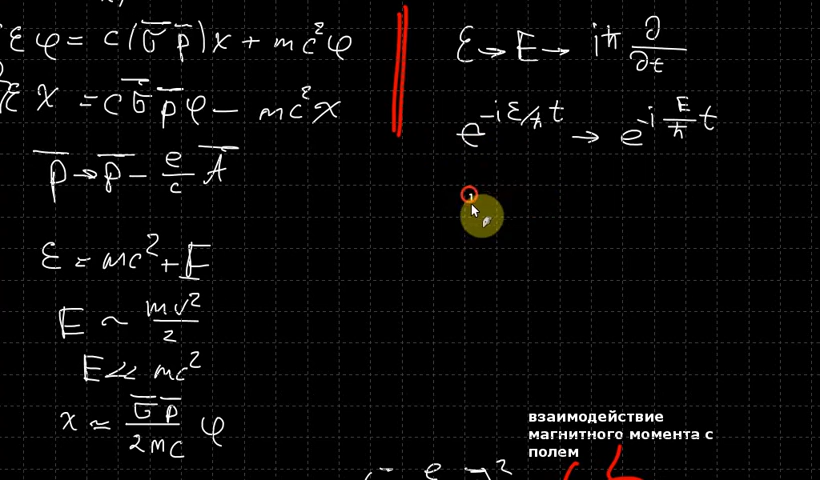 εφ = c(σ̅ p̅)χ + mc²φ
εχ = cσ̅ p̅φ − mc²χ
p̅ → p̅ − e/c A̅
ε = mc² + E
E ~ mv²/2
E << mc²
χ ≈ σ̅ p̅/2mc φ
ε → E → iħ ∂/∂t
e^(-iε/ħ t) → e^(-i E/ħ t)
взаимодействие
магнитного момента с
полем